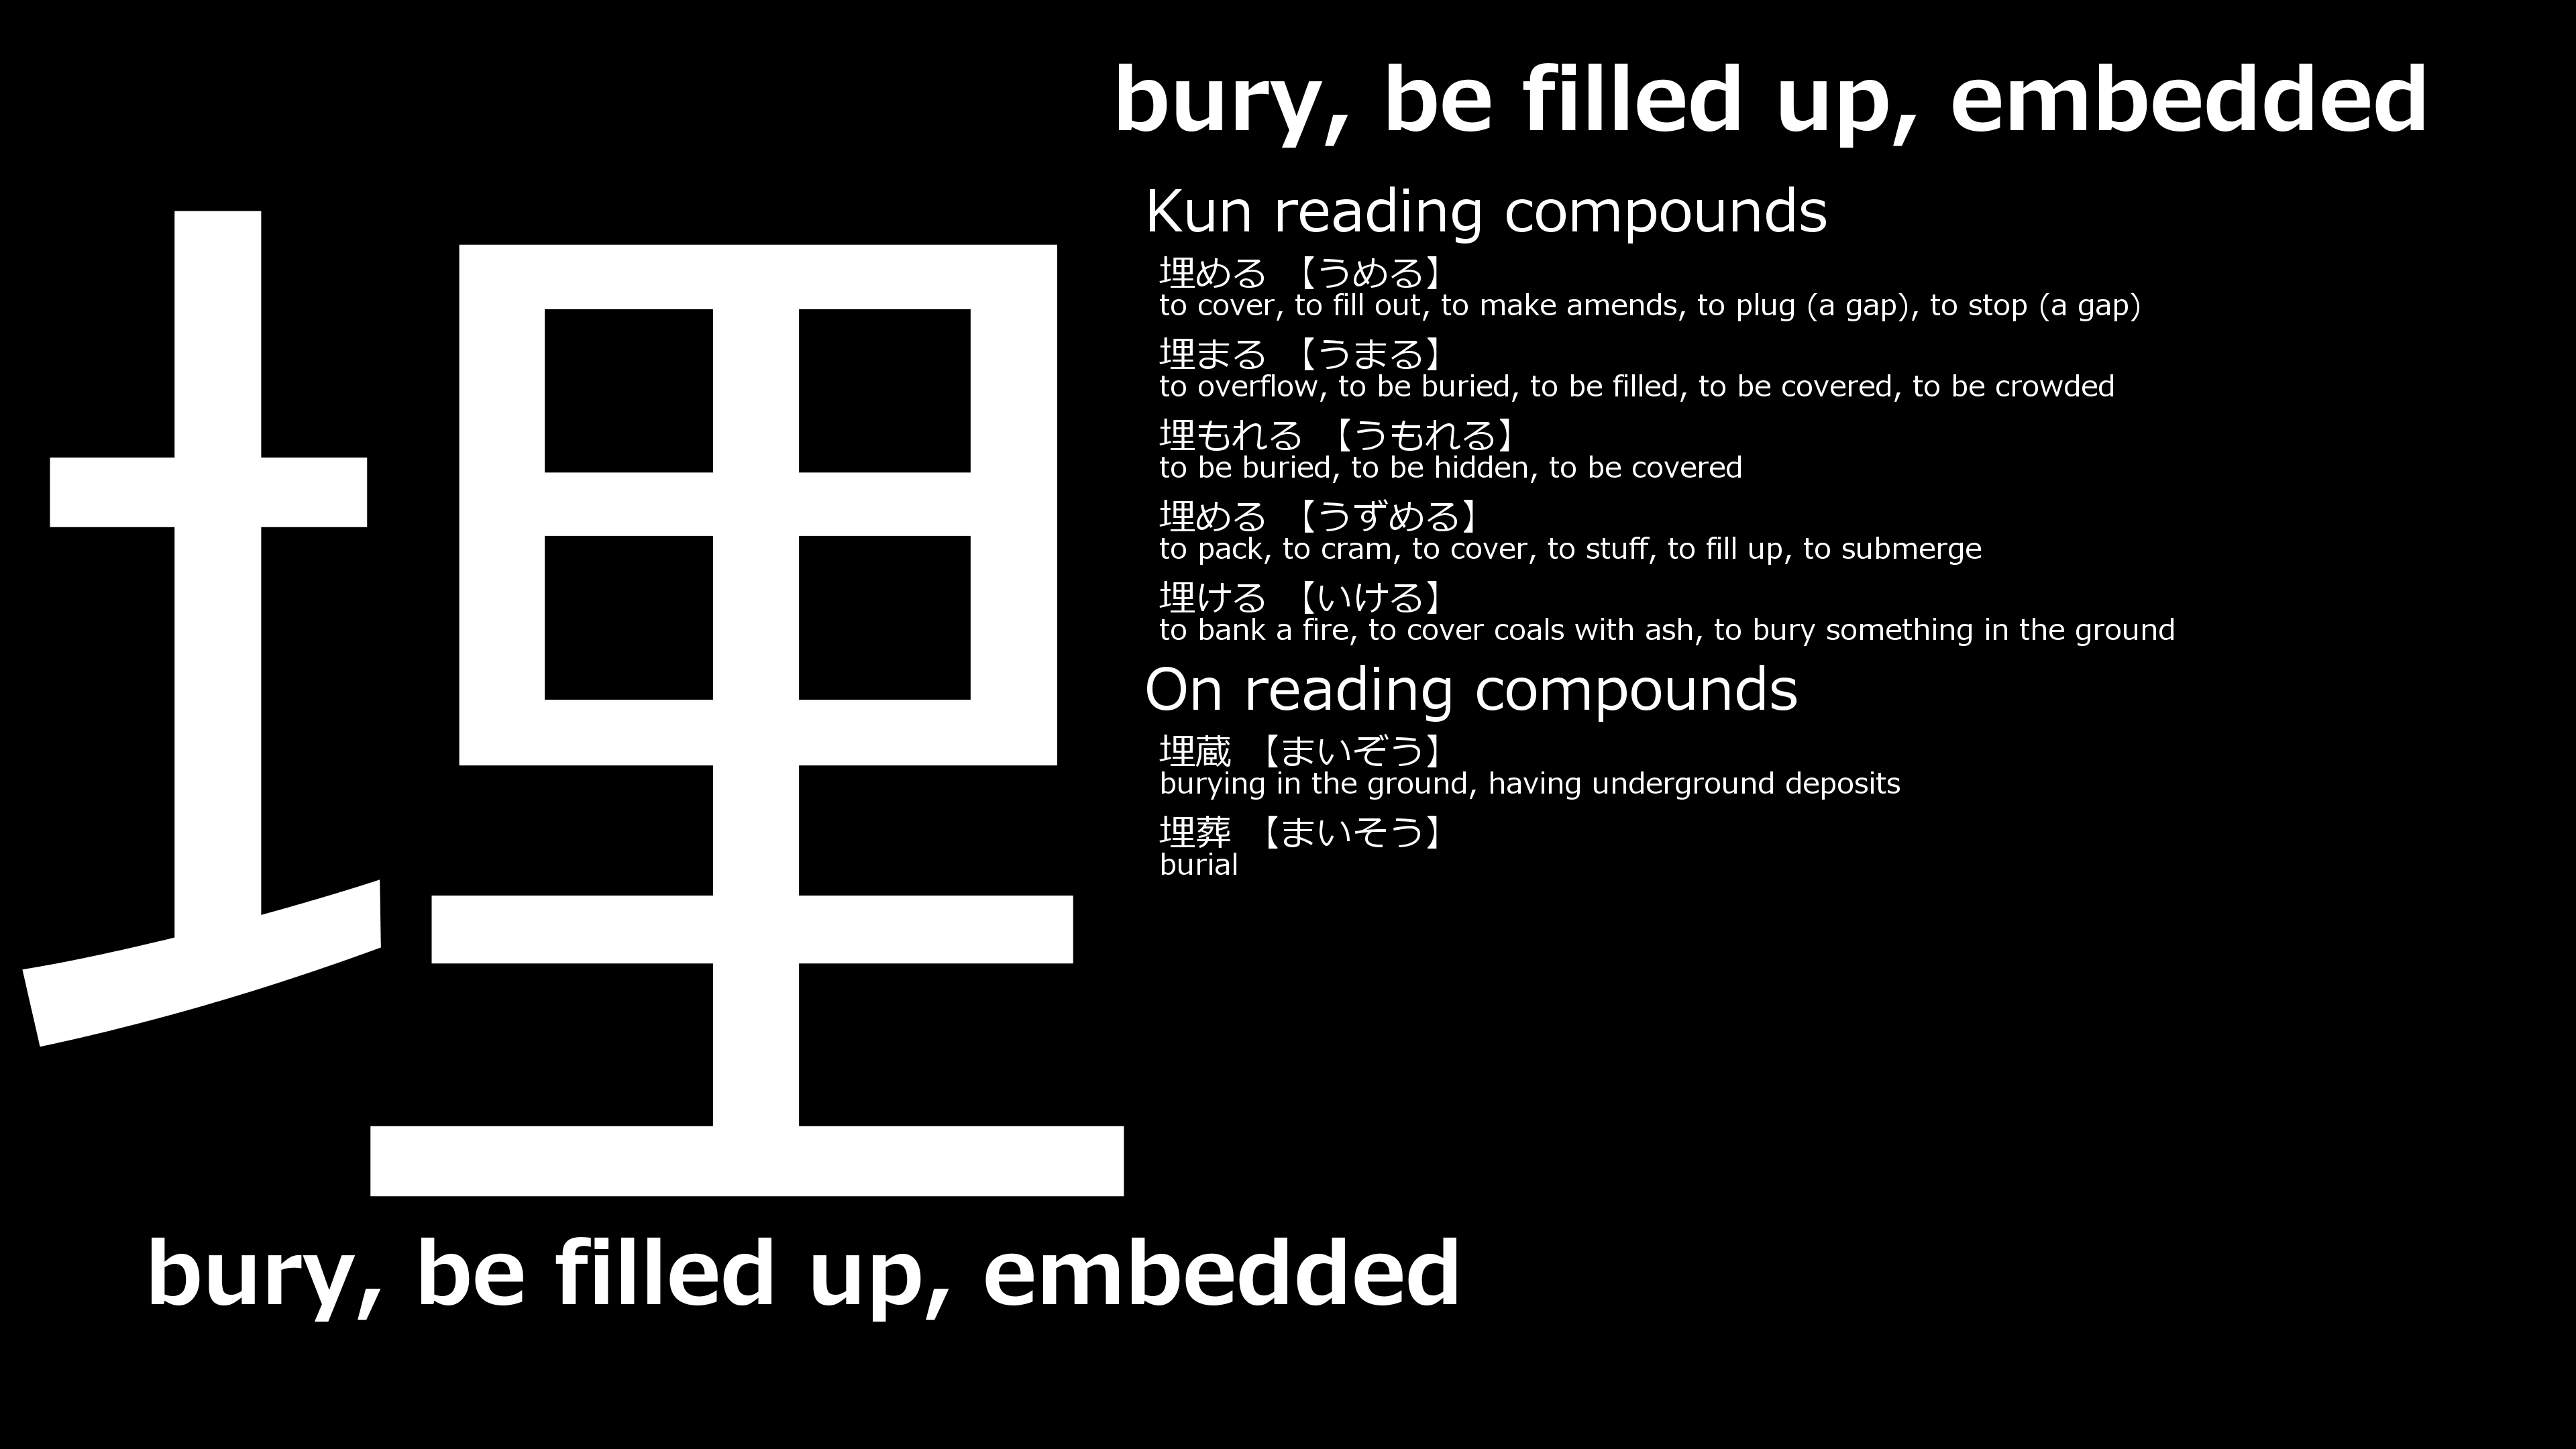 埋
bury, be filled up, embedded
Kun reading compounds
埋める 【うめる】
to cover, to fill out, to make amends, to plug (a gap), to stop (a gap)
埋まる 【うまる】
to overflow, to be buried, to be filled, to be covered, to be crowded
埋もれる 【うもれる】
to be buried, to be hidden, to be covered
埋める 【うずめる】
to pack, to cram, to cover, to stuff, to fill up, to submerge
埋ける 【いける】
to bank a fire, to cover coals with ash, to bury something in the ground
On reading compounds
埋蔵 【まいぞう】
burying in the ground, having underground deposits
埋葬 【まいそう】
burial
bury, be filled up, embedded